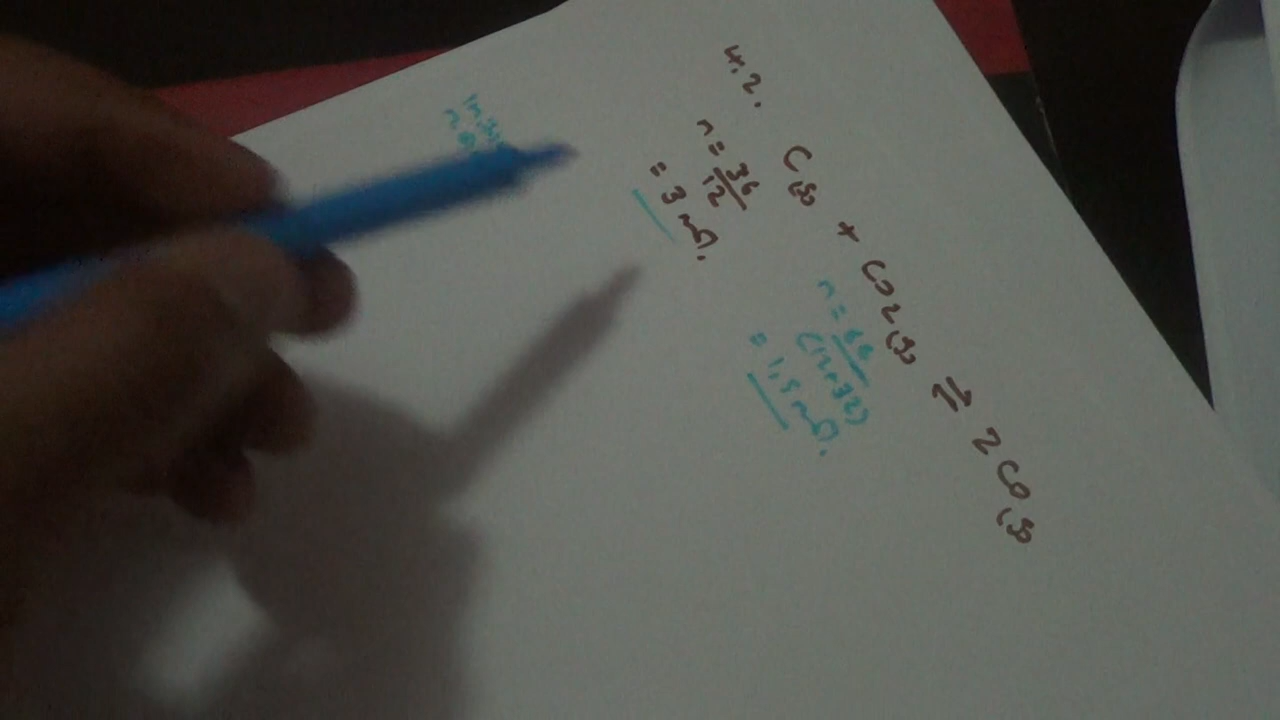 4.2.
C(g) + CO2(g) ⇌ 2CO(g)
n = 36/12
= 3 mol.
n = 66/(12+32)
= 1,5 mol.